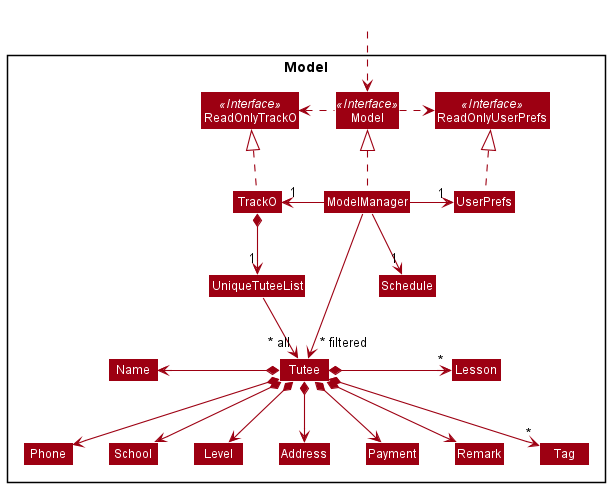 Model
«Interface»
ReadOnlyTrackO
«Interface»
Model
«Interface»
ReadOnlyUserPrefs
TrackO
1
ModelManager
1
UserPrefs
1
UniqueTuteeList
1
Schedule
* all
* filtered
Name
Tutee
*
Lesson
Phone
School
Level
Address
Payment
Remark
*
Tag